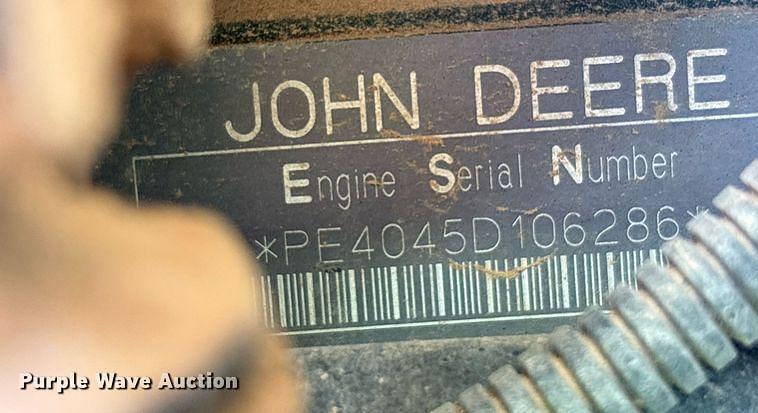 JOHN DEERE
Engine Serial Number
*PE4045D106286*
Purple Wave Auction